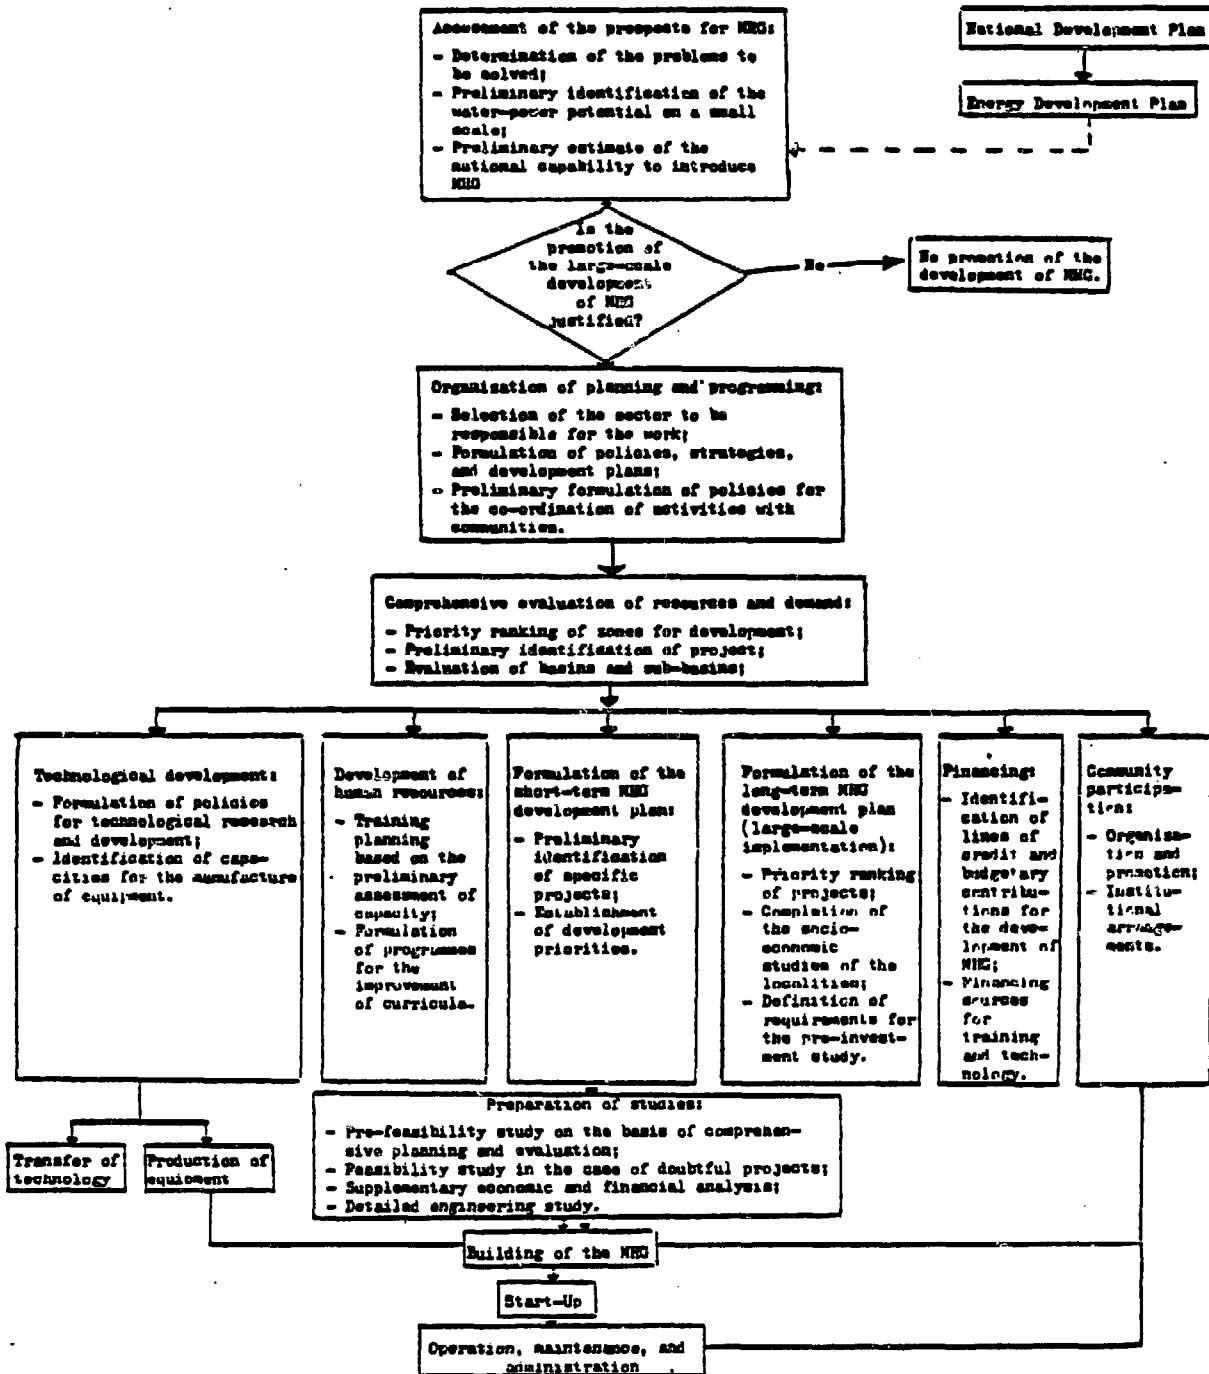 Assessment of the prospects for MHG:
- Determination of the problems to
be solved;
- Preliminary identification of the
water-power potential on a small
scale;
- Preliminary estimate of the
national capability to introduce
MHG
National Development Plan
Energy Development Plan
Is the
promotion of
the large-scale
development
of MHG
justified?
No
No promotion of the
development of MHG.
Organization of planning and programming:
- Selection of the sector to be
responsible for the work;
- Formulation of policies, strategies,
and development plans;
- Preliminary formulation of policies for
the co-ordination of activities with
communities.
Comprehensive evaluation of resources and demand:
- Priority ranking of zones for development;
- Preliminary identification of project;
- Evaluation of basins and sub-basins;
Technological development:
- Formulation of policies
for technological research
and development;
- Identification of capa-
cities for the manufacture
of equipment.
Development of
human resources:
- Training
planning
based on the
preliminary
assessment of
capacity;
- Formulation
of programmes
for the
improvement
of curricula.
Formulation of the
short-term MHG
development plan:
- Preliminary
identification
of specific
projects;
- Establishment
of development
priorities.
Formulation of the
long-term MHG
development plan
(large-scale
implementation):
- Priority ranking
of projects;
- Completion of
the socio-
economic
studies of the
localities;
- Definition of
requirements for
the pre-invest-
ment study.
Financing:
- Identifi-
cation of
lines of
credit and
budgetary
contribu-
tions for
the deve-
lopment of
MHG;
- Financing
sources
for
training
and tech-
nology.
Community
participa-
tion:
- Organiza-
tion and
promotion;
- Institu-
tional
arrange-
ments.
Transfer of
technology
Production of
equipment
Preparation of studies:
- Pre-feasibility study on the basis of comprehen-
sive planning and evaluation;
- Feasibility study in the case of doubtful projects;
- Supplementary economic and financial analysis;
- Detailed engineering study.
Building of the MHG
Start-Up
Operation, maintenance, and
administration